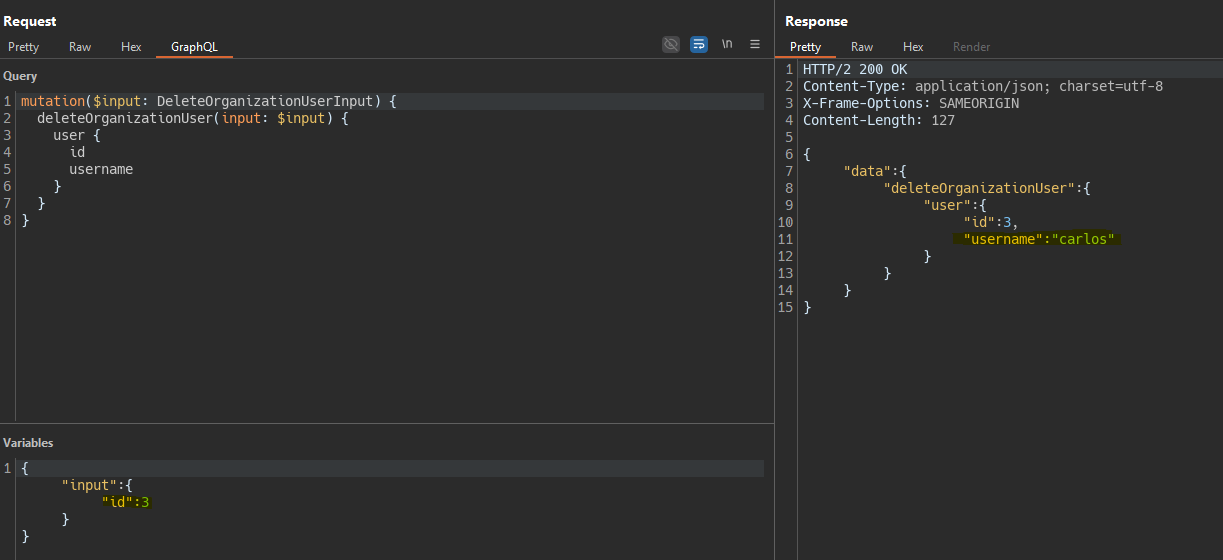 Request
Pretty Raw Hex GraphQL \n
Query
1 mutation($input: DeleteOrganizationUserInput) {
2 deleteOrganizationUser(input: $input) {
3 user {
4 id
5 username
6 }
7 }
8 }
Variables
1 {
"input":{
"id":3
}
}
Response
Pretty Raw Hex Render
1 HTTP/2 200 OK
2 Content-Type: application/json; charset=utf-8
3 X-Frame-Options: SAMEORIGIN
4 Content-Length: 127
5
6 {
7 "data":{
8 "deleteOrganizationUser":{
9 "user":{
10 "id":3,
11 "username":"carlos"
12 }
13 }
14 }
15 }